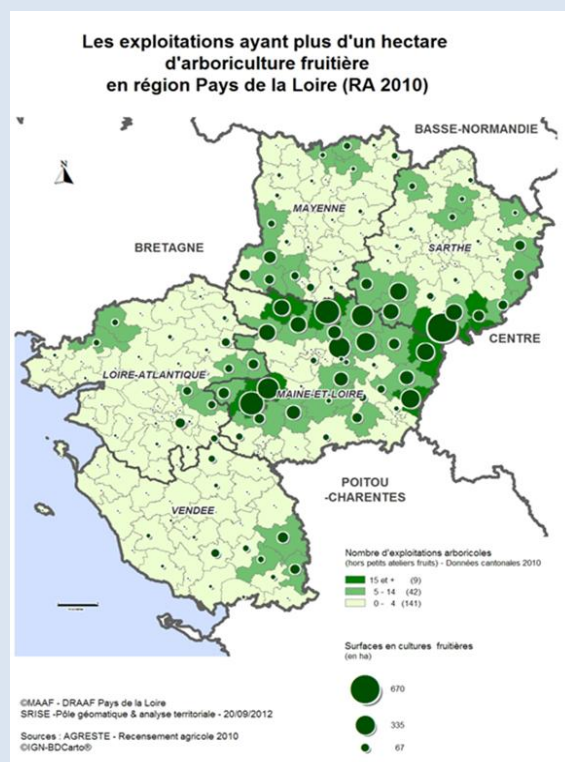 Les exploitations ayant plus d'un hectare
d'arboriculture fruitière
en région Pays de la Loire (RA 2010)
BASSE-NORMANDIE
N
MAYENNE
BRETAGNE
SARTHE
CENTRE
LOIRE-ATLANTIQUE
MAINE-ET-LOIRE
POITOU
-CHARENTES
VENDEE
Nombre d'exploitations arboricoles
(hors petits ateliers fruits) - Données cantonales 2010
15 et + (9)
5 - 14 (42)
0 - 4 (141)
Surfaces en cultures fruitières
(en ha)
670
335
67
©MAAF - DRAAF Pays de la Loire
SRISE -Pôle géomatique & analyse territoriale - 20/09/2012
Sources : AGRESTE - Recensement agricole 2010
©IGN-BDCarto®